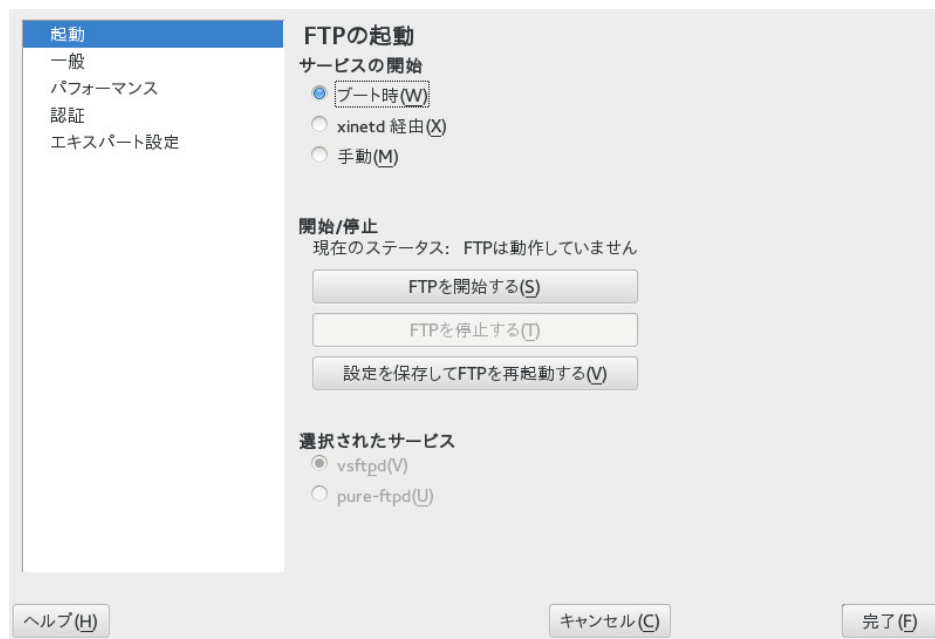 起動
一般
パフォーマンス
認証
エキスパート設定
FTPの起動
サービスの開始
ブート時(W)
xinetd 経由(X)
手動(M)
開始/停止
現在のステータス: FTPは動作していません
FTPを開始する(S)
FTPを停止する(T)
設定を保存してFTPを再起動する(V)
選択されたサービス
vsftpd(V)
pure-ftpd(U)
ヘルプ(H)
キャンセル(C)
完了(F)